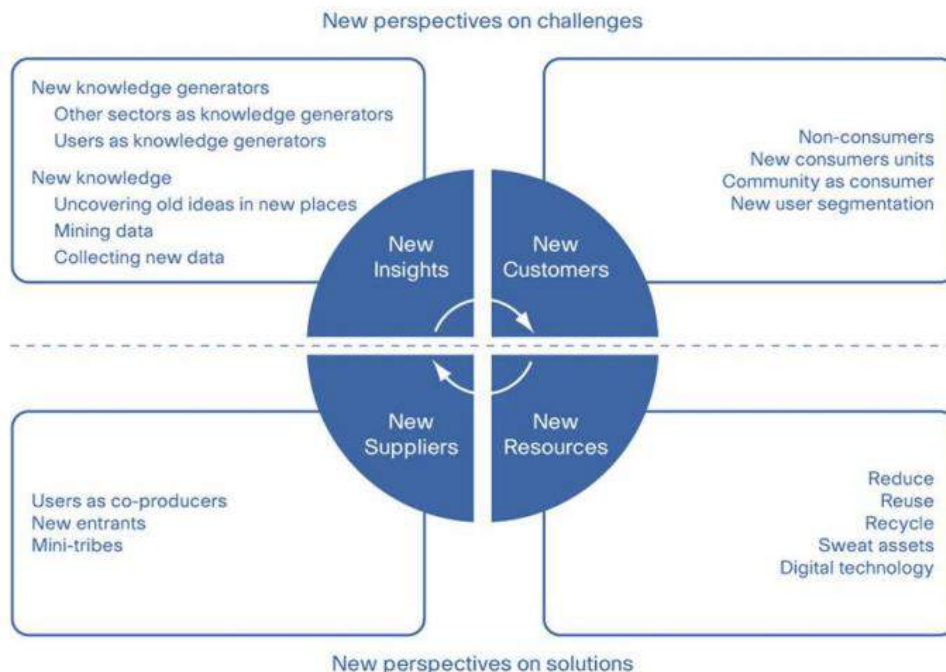 New perspectives on challenges
New knowledge generators
Other sectors as knowledge generators
Users as knowledge generators
New knowledge
Uncovering old ideas in new places
Mining data
Collecting new data
Non-consumers
New consumers units
Community as consumer
New user segmentation
New
Insights
New
Customers
New
Suppliers
New
Resources
Users as co-producers
New entrants
Mini-tribes
Reduce
Reuse
Recycle
Sweat assets
Digital technology
New perspectives on solutions